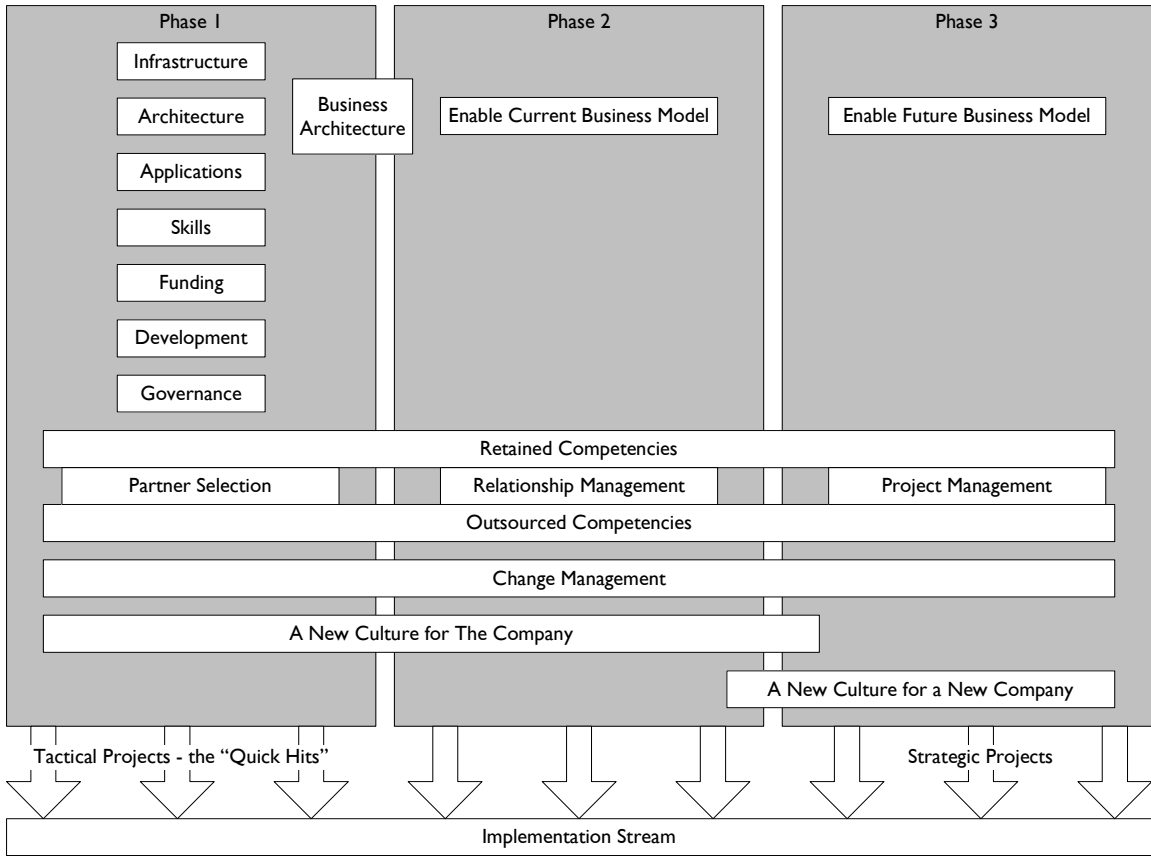 Phase 1
Phase 2
Phase 3
Infrastructure
Architecture
Business
Architecture
Enable Current Business Model
Enable Future Business Model
Applications
Skills
Funding
Development
Governance
Retained Competencies
Partner Selection
Relationship Management
Project Management
Outsourced Competencies
Change Management
A New Culture for The Company
A New Culture for a New Company
Tactical Projects - the “Quick Hits”
Strategic Projects
Implementation Stream